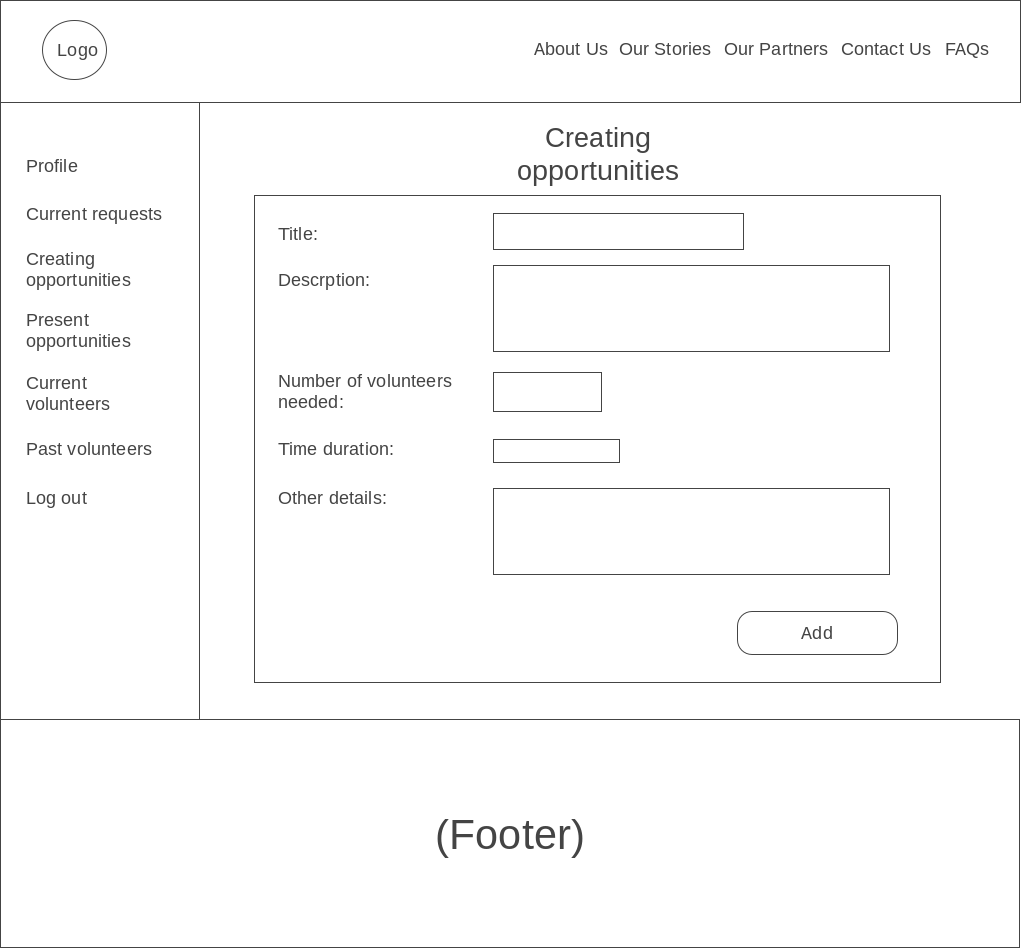 Logo
About Us Our Stories Our Partners Contact Us FAQs
Profile
Current requests
Creating
opportunities
Present
opportunities
Current
volunteers
Past volunteers
Log out
Creating
opportunities
Title:
Descrption:
Number of volunteers
needed:
Time duration:
Other details:
Add
(Footer)